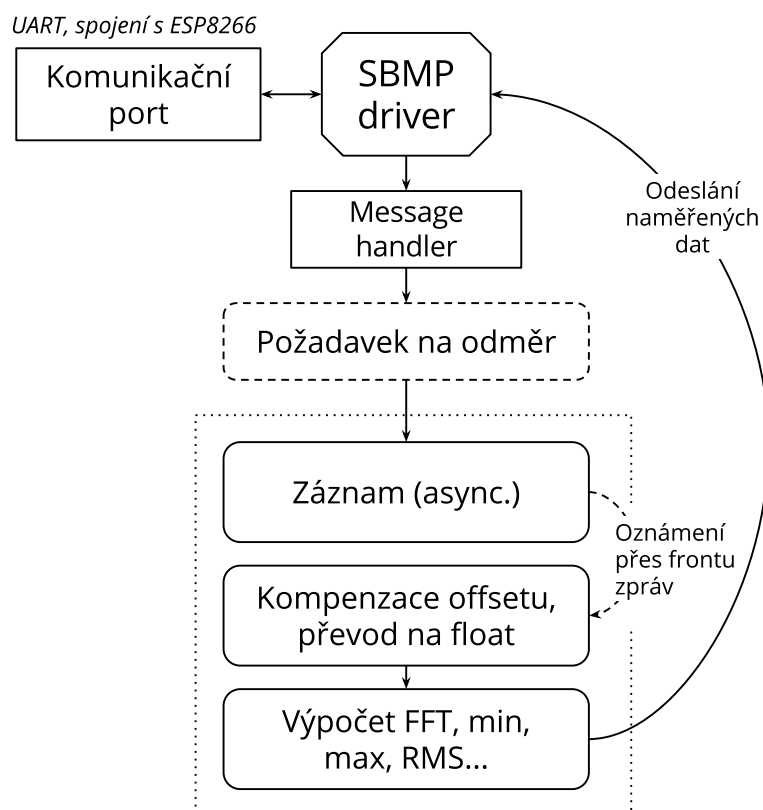 UART, spojení s ESP8266
Komunikační
port
SBMP
driver
Odeslání
naměřených
dat
Message
handler
Požadavek na odměr
Záznam (async.)
Oznámení
přes frontu
zpráv
Kompenzace offsetu,
převod na float
Výpočet FFT, min,
max, RMS...